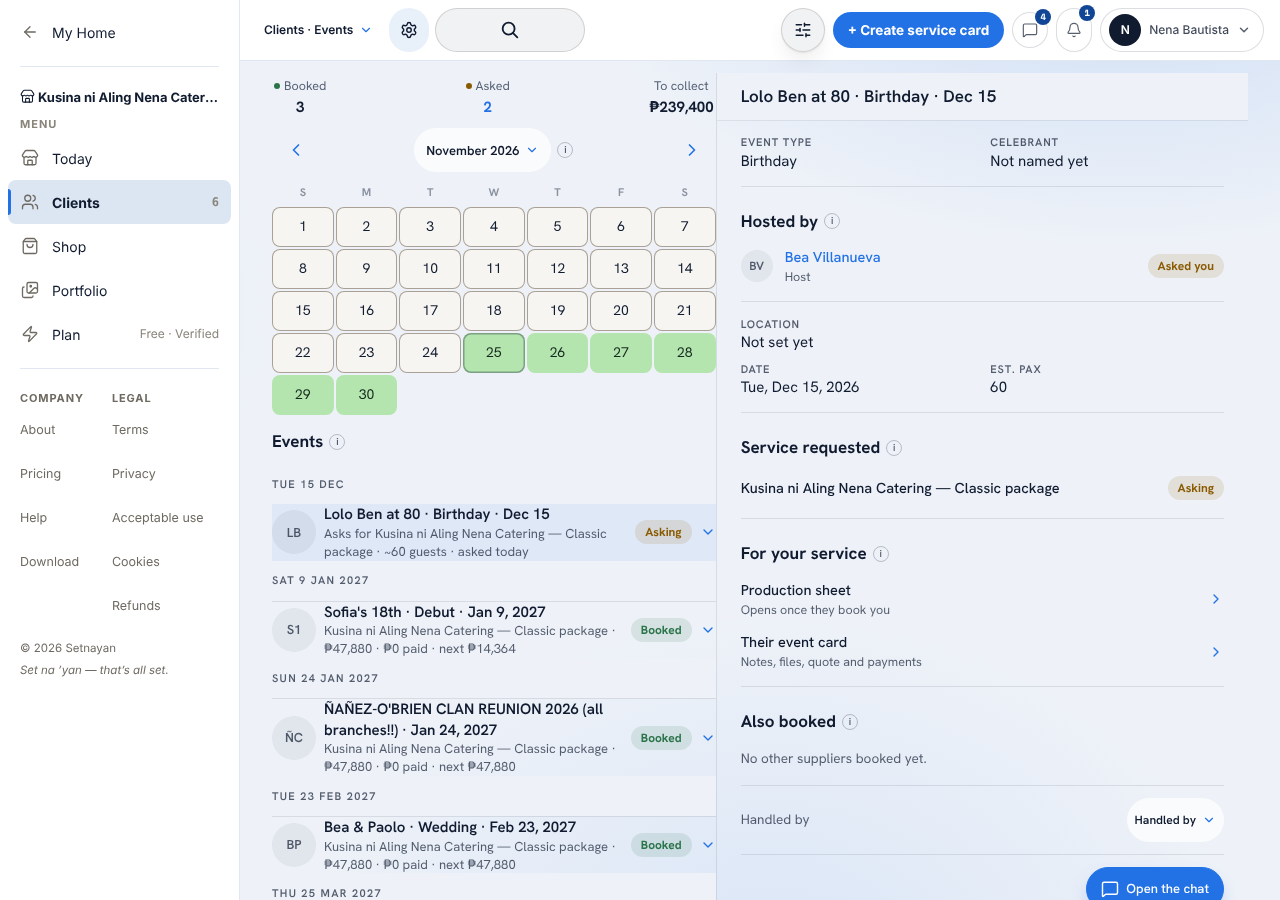 My Home
Kusina ni Aling Nena Cater...
MENU
Today
Clients 6
Shop
Portfolio
Plan Free · Verified
COMPANY LEGAL
About Terms
Pricing Privacy
Help Acceptable use
Download Cookies
Refunds
© 2026 Setnayan
Set na 'yan — that's all set.
Clients · Events
+ Create service card
4
1
N Nena Bautista
Booked Asked To collect
3 2 ₱239,400
November 2026 i
S M T W T F S
1 2 3 4 5 6 7
8 9 10 11 12 13 14
15 16 17 18 19 20 21
22 23 24 25 26 27 28
29 30
Events i
TUE 15 DEC
LB
Lolo Ben at 80 · Birthday · Dec 15
Asks for Kusina ni Aling Nena Catering — Classic
package · ~60 guests · asked today
Asking
SAT 9 JAN 2027
S1
Sofia's 18th · Debut · Jan 9, 2027
Kusina ni Aling Nena Catering — Classic package ·
₱47,880 · ₱0 paid · next ₱14,364
Booked
SUN 24 JAN 2027
ÑC
ÑAÑEZ-O'BRIEN CLAN REUNION 2026 (all
branches!!) · Jan 24, 2027
Kusina ni Aling Nena Catering — Classic package ·
₱47,880 · ₱0 paid · next ₱47,880
Booked
TUE 23 FEB 2027
BP
Bea & Paolo · Wedding · Feb 23, 2027
Kusina ni Aling Nena Catering — Classic package ·
₱47,880 · ₱0 paid · next ₱47,880
Booked
THU 25 MAR 2027
Lolo Ben at 80 · Birthday · Dec 15
EVENT TYPE CELEBRANT
Birthday Not named yet
Hosted by i
BV
Bea Villanueva
Host
Asked you
LOCATION
Not set yet
DATE EST. PAX
Tue, Dec 15, 2026 60
Service requested i
Kusina ni Aling Nena Catering — Classic package Asking
For your service i
Production sheet
Opens once they book you
Their event card
Notes, files, quote and payments
Also booked i
No other suppliers booked yet.
Handled by Handled by
Open the chat